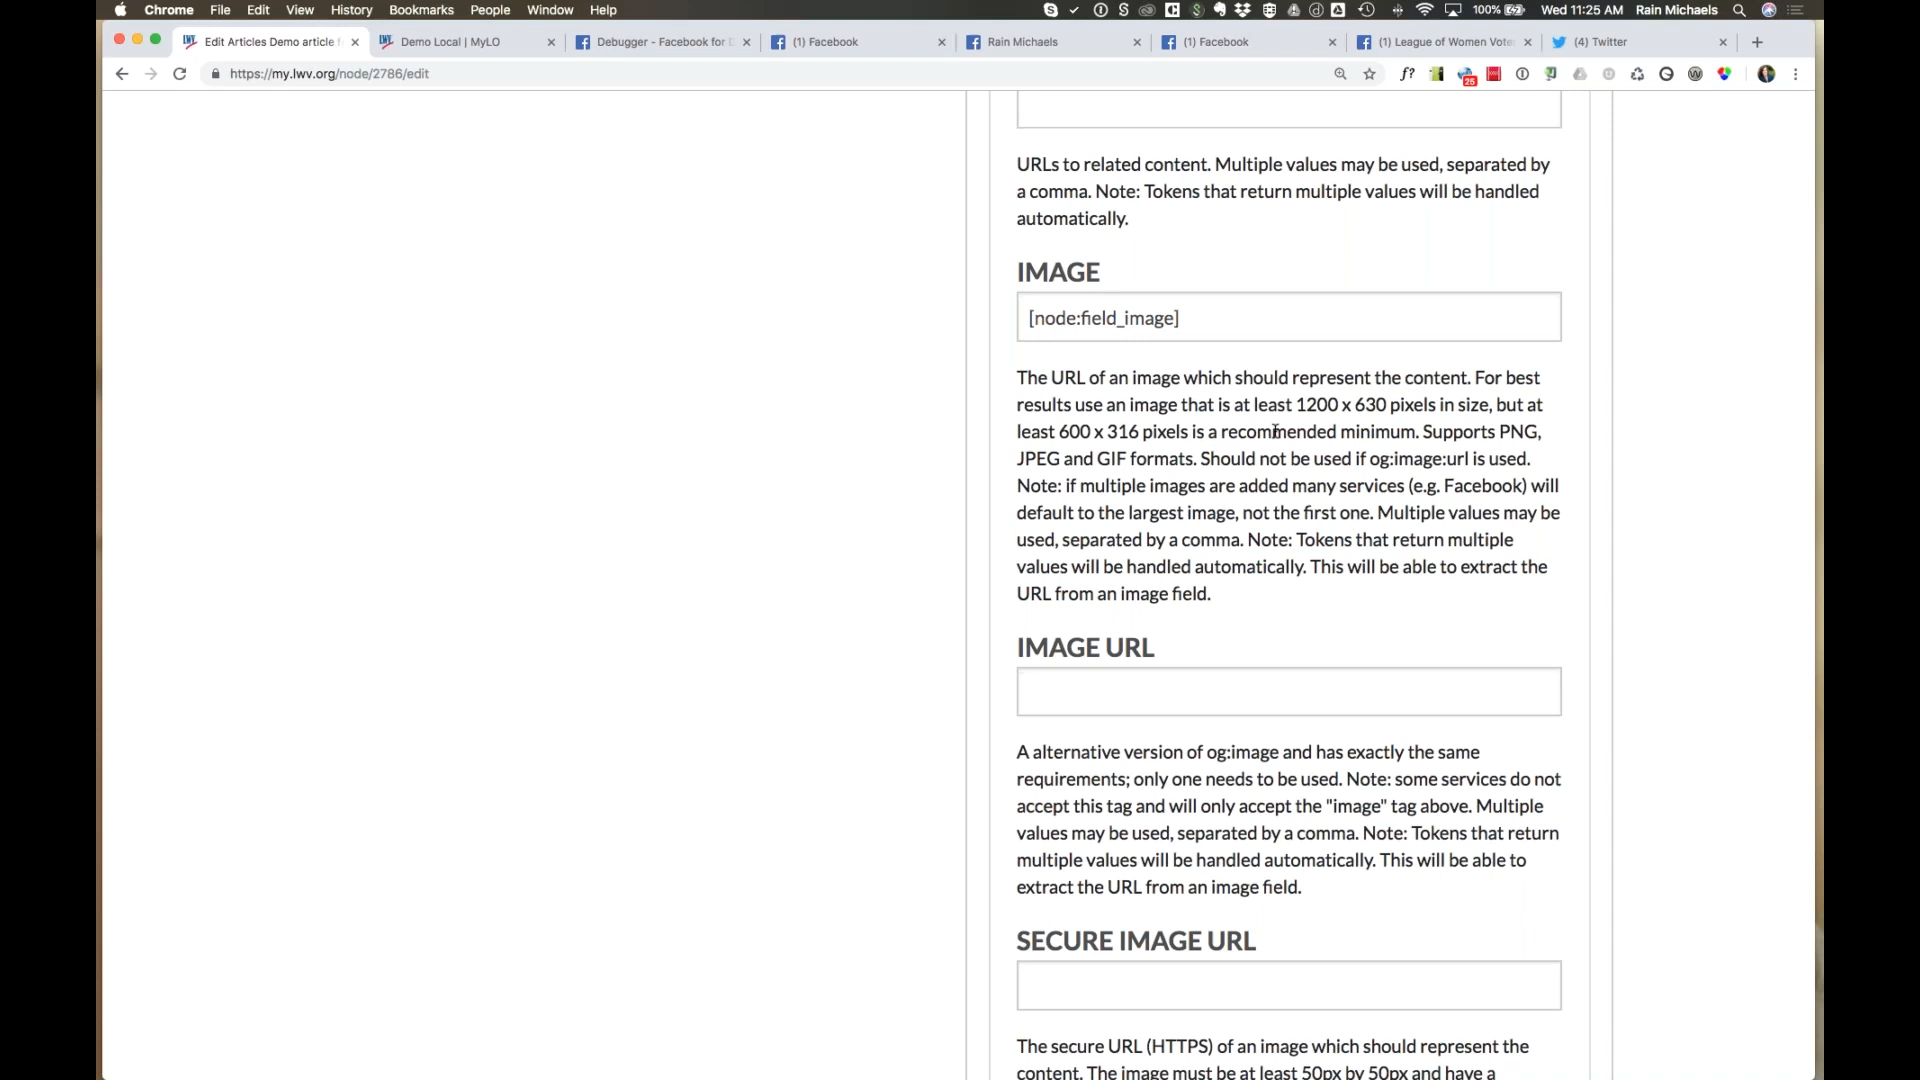 Chrome File Edit View History Bookmarks People Window Help 100% Wed 11:25 AM Rain Michaels
Edit Articles Demo article f
Demo Local | MyLO
Debugger - Facebook for D
(1) Facebook
Rain Michaels
(1) Facebook
(1) League of Women Vote
(4) Twitter
https://my.lwv.org/node/2786/edit
f?
25
URLs to related content. Multiple values may be used, separated by
a comma. Note: Tokens that return multiple values will be handled
automatically.
IMAGE
[node:field_image]
The URL of an image which should represent the content. For best
results use an image that is at least 1200 x 630 pixels in size, but at
least 600 x 316 pixels is a recommended minimum. Supports PNG,
JPEG and GIF formats. Should not be used if og:image:url is used.
Note: if multiple images are added many services (e.g. Facebook) will
default to the largest image, not the first one. Multiple values may be
used, separated by a comma. Note: Tokens that return multiple
values will be handled automatically. This will be able to extract the
URL from an image field.
IMAGE URL
A alternative version of og:image and has exactly the same
requirements; only one needs to be used. Note: some services do not
accept this tag and will only accept the "image" tag above. Multiple
values may be used, separated by a comma. Note: Tokens that return
multiple values will be handled automatically. This will be able to
extract the URL from an image field.
SECURE IMAGE URL
The secure URL (HTTPS) of an image which should represent the
content. The image must be at least 50px by 50px and have a